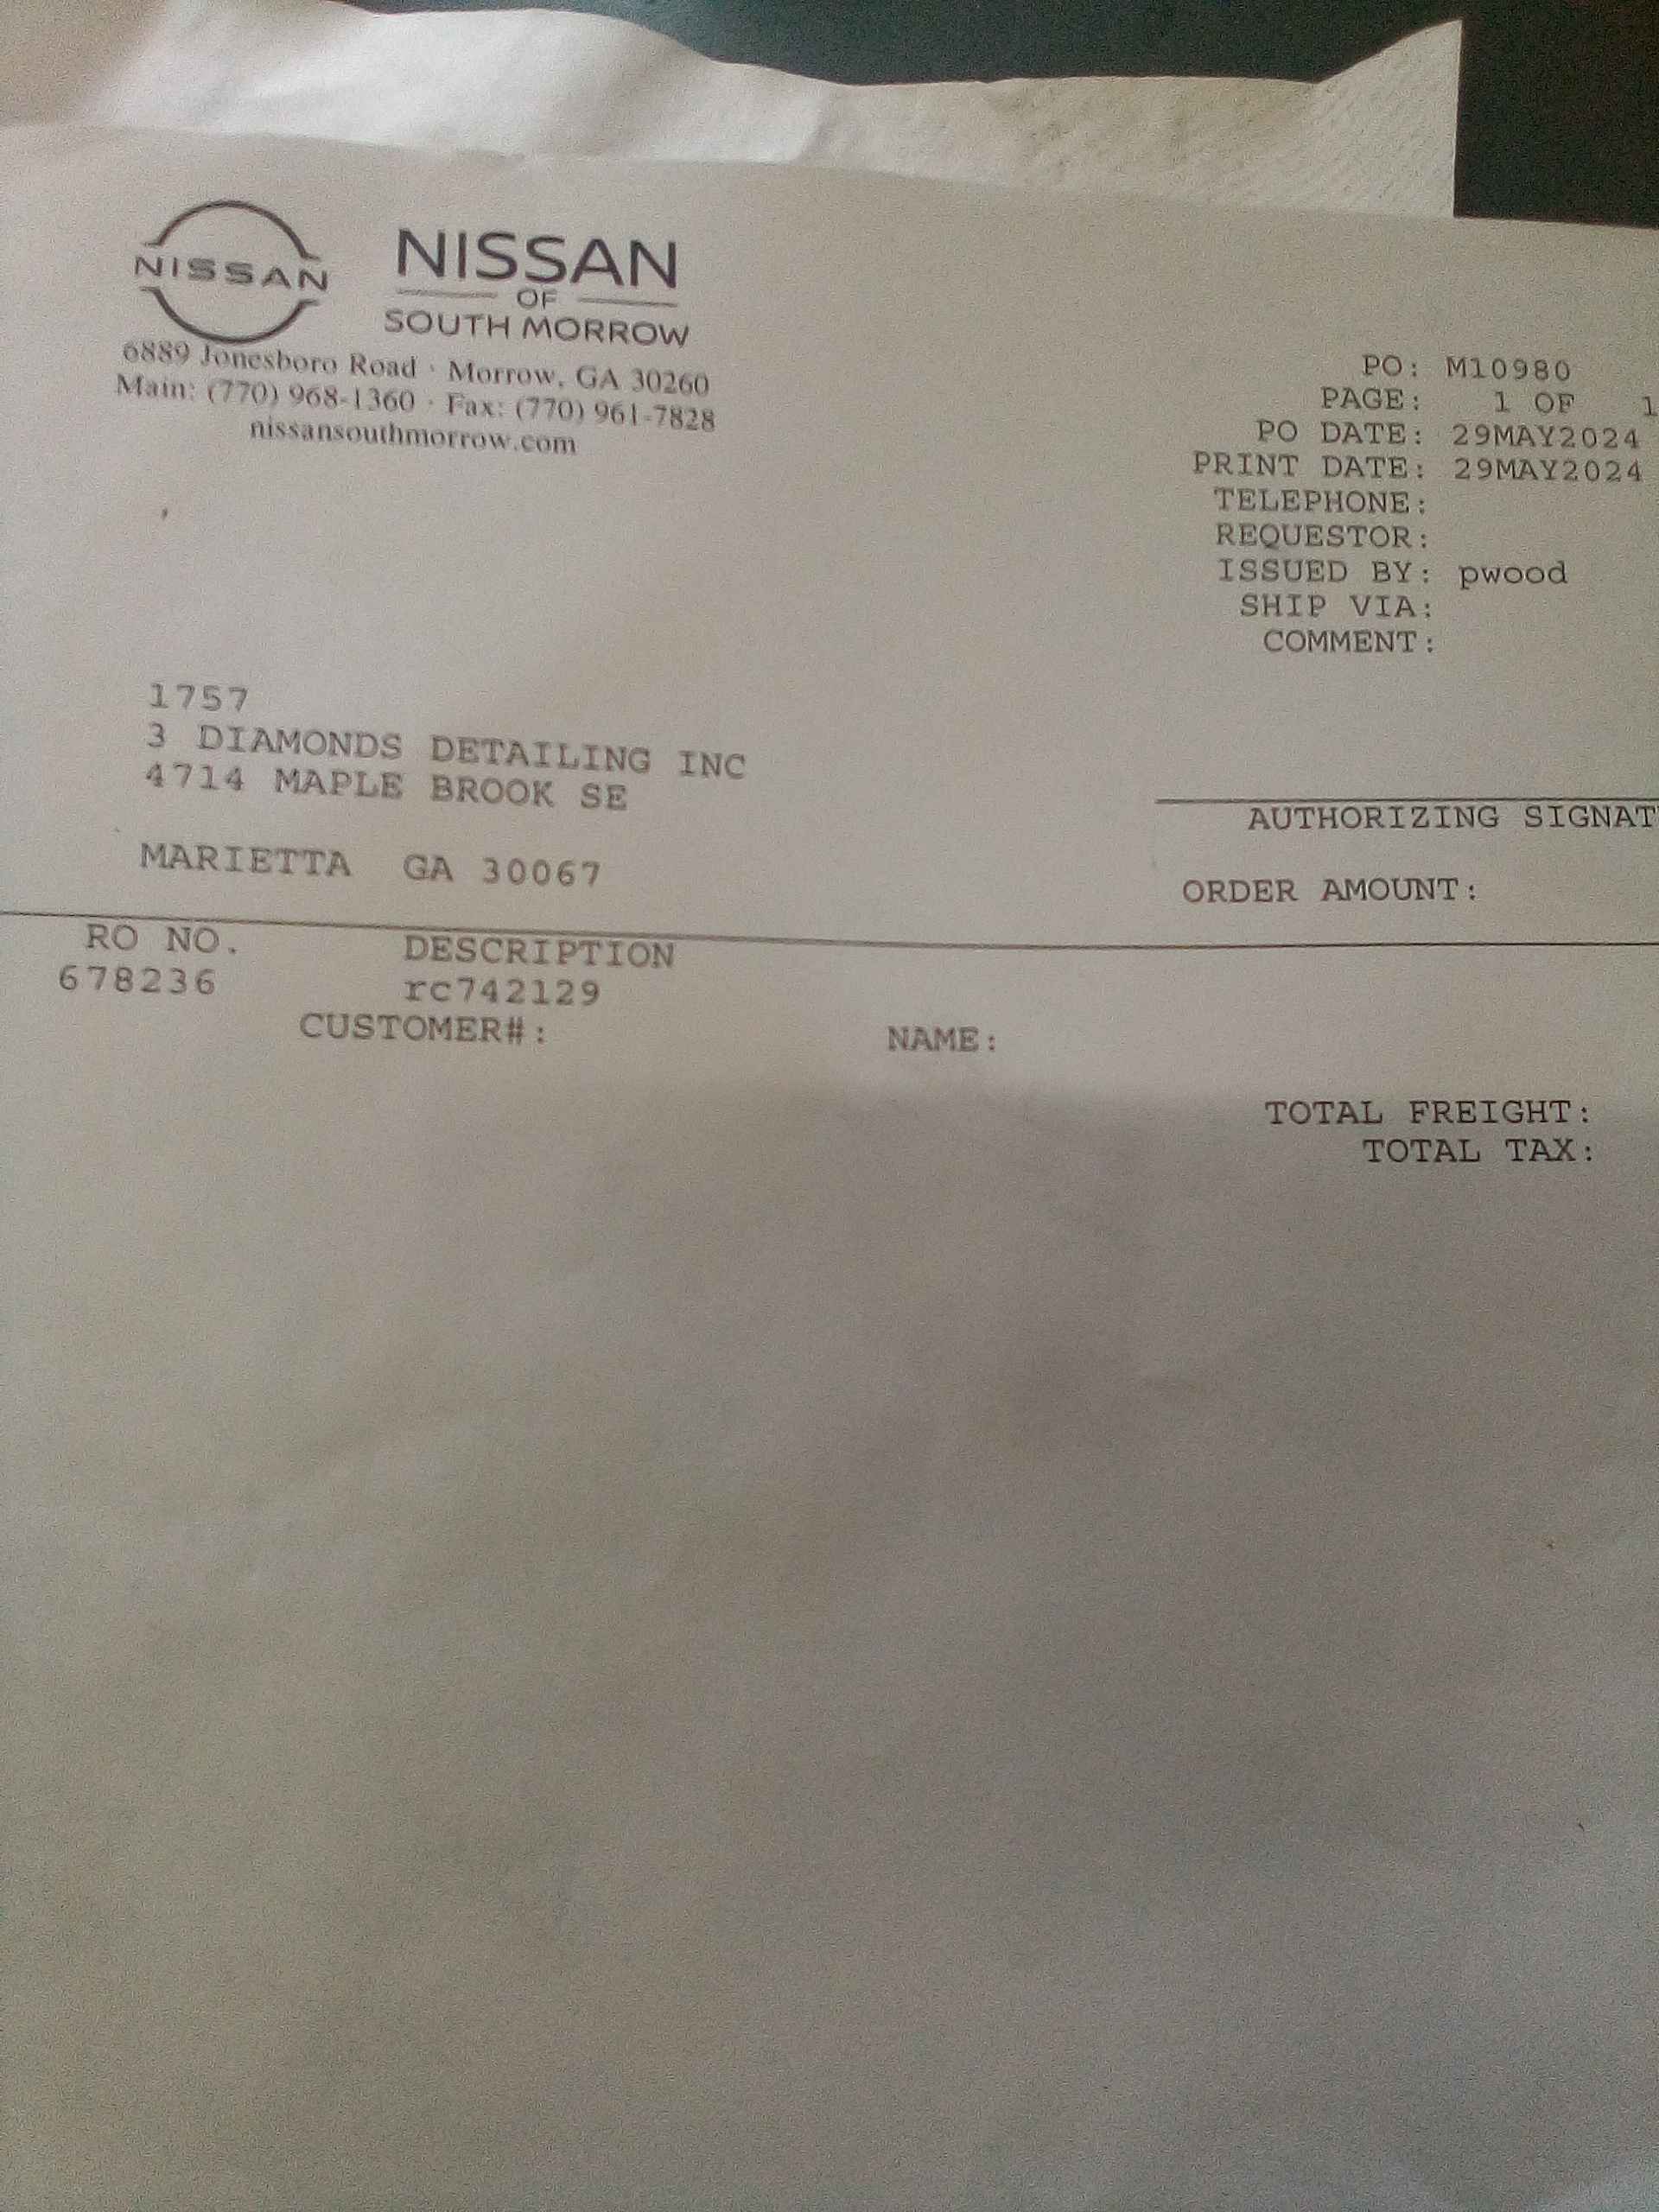 NISSAN
NISSAN
OF
SOUTH MORROW
6889 Jonesboro Road · Morrow, GA 30260
Main: (770) 968-1360 · Fax: (770) 961-7828
nissansouthmorrow.com
PO: M10980
PAGE: 1 OF 1
PO DATE: 29MAY2024
PRINT DATE: 29MAY2024
TELEPHONE:
REQUESTOR:
ISSUED BY: pwood
SHIP VIA:
COMMENT:
1757
3 DIAMONDS DETAILING INC
4714 MAPLE BROOK SE
MARIETTA GA 30067
AUTHORIZING SIGNAT
ORDER AMOUNT:
RO NO. DESCRIPTION
678236 rc742129
CUSTOMER#: NAME:
TOTAL FREIGHT:
TOTAL TAX: